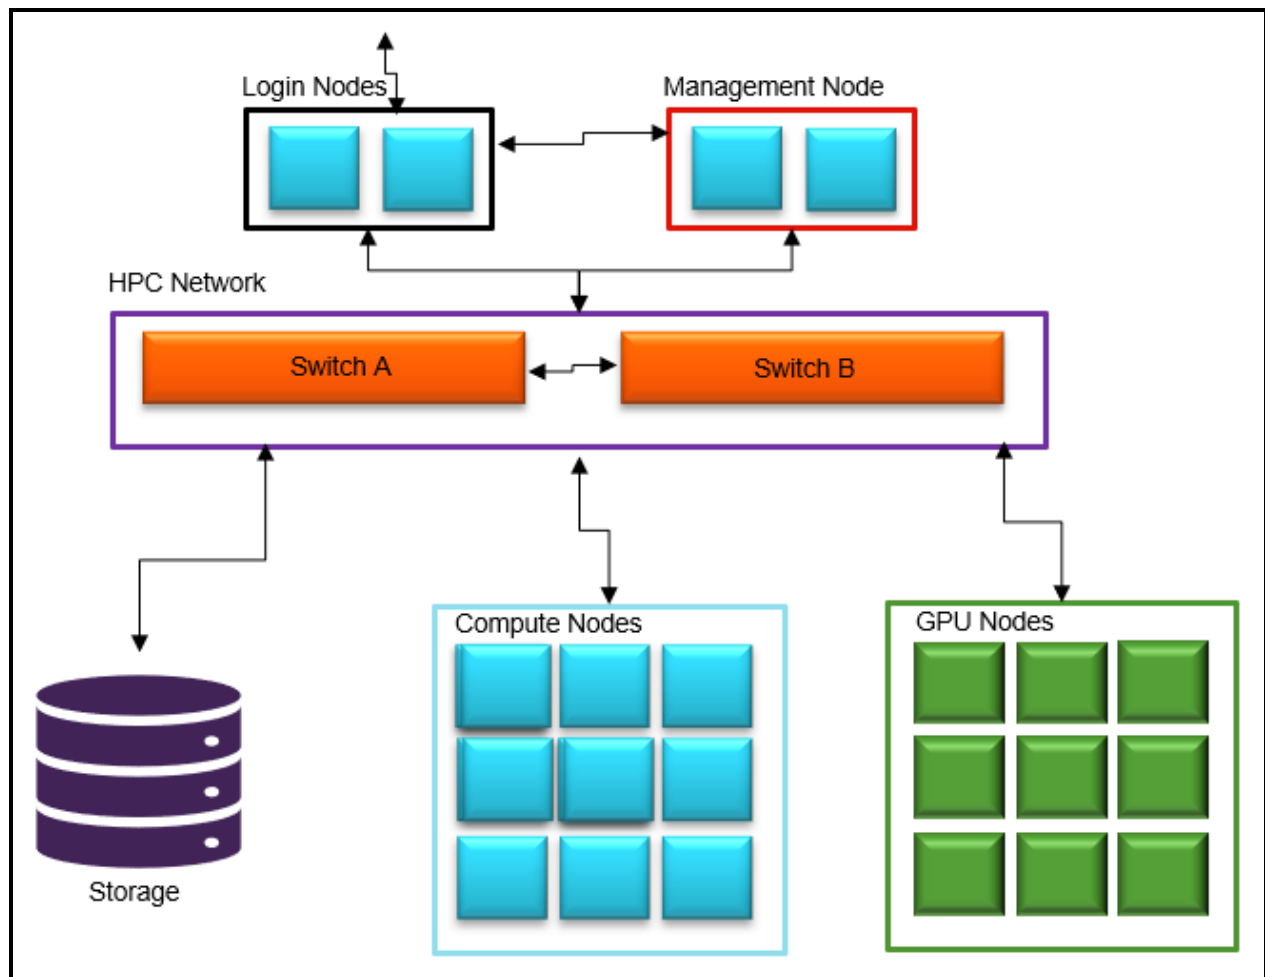 Login Nodes
Management Node
HPC Network
Switch A
Switch B
Compute Nodes
GPU Nodes
Storage